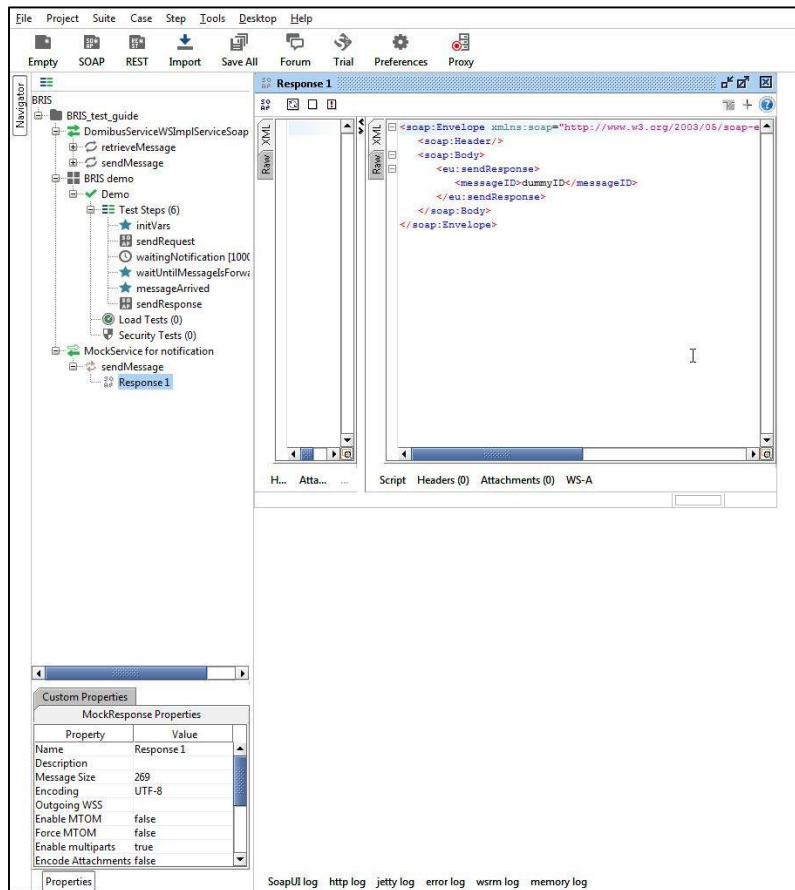 File Project Suite Case Step Tools Desktop Help
Empty SOAP REST Import Save All Forum Trial Preferences Proxy
Navigator
BRIS
BRIS_test_guide
DomibusServiceWSImplServiceSoap
retrieveMessage
sendMessage
BRIS demo
Demo
Test Steps (6)
initVars
sendRequest
waitingNotification [1000
waitUntilMessageIsForwa
messageArrived
sendResponse
Load Tests (0)
Security Tests (0)
MockService for notification
sendMessage
Response 1
Response 1
XML
Raw
XML
Raw
<soap:Envelope xmlns:soap="http://www.w3.org/2003/05/soap-e
<soap:Header/>
<soap:Body>
<eu:sendResponse>
<messageID>dummyID</messageID>
</eu:sendResponse>
</soap:Body>
</soap:Envelope>
H... Atta... ...
Script Headers (0) Attachments (0) WS-A
Custom Properties
MockResponse Properties
Property Value
Name Response 1
Description
Message Size 269
Encoding UTF-8
Outgoing WSS
Enable MTOM false
Force MTOM false
Enable multiparts true
Encode Attachments false
Properties
SoapUI log http log jetty log error log wsrm log memory log